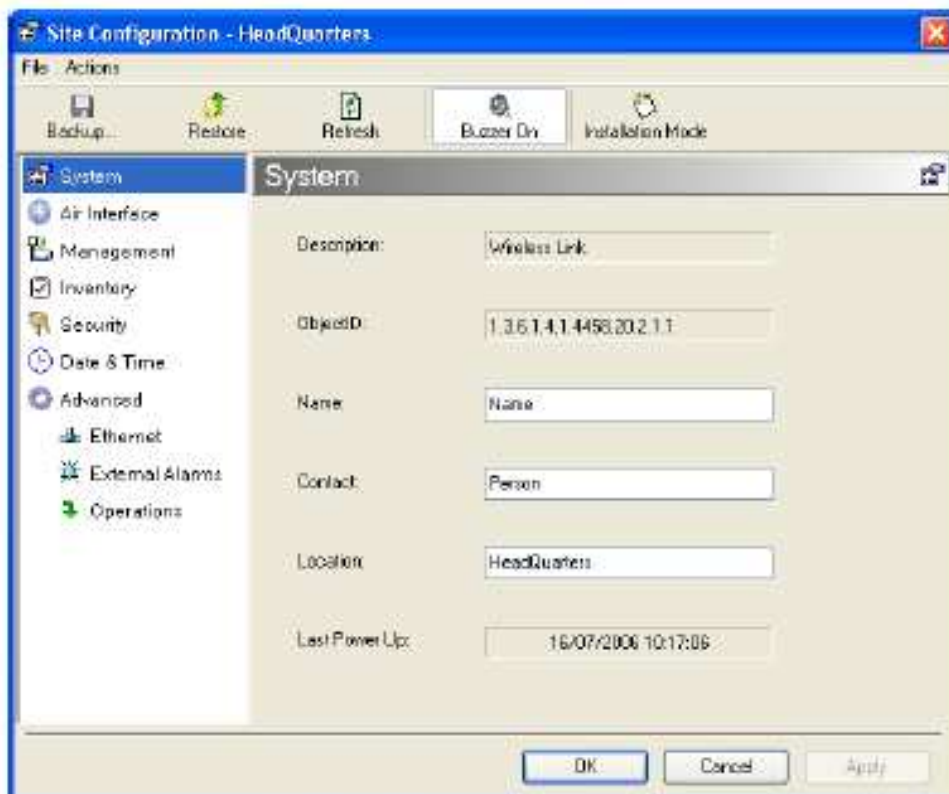 Site Configuration - HeadQuarters
File Actions
Backup... Restore Refresh Buzzer On Installation Mode
System
Air Interface
Management
Inventory
Security
Date & Time
Advanced
Ethernet
External Alarms
Operations
System
Description: Wireless Link
ObjectID: 1.3.6.1.4.1.4458.20.2.1.1
Name: Name
Contact: Person
Location: HeadQuarters
Last Power Up: 16/07/2006 10:17:06
OK Cancel Apply